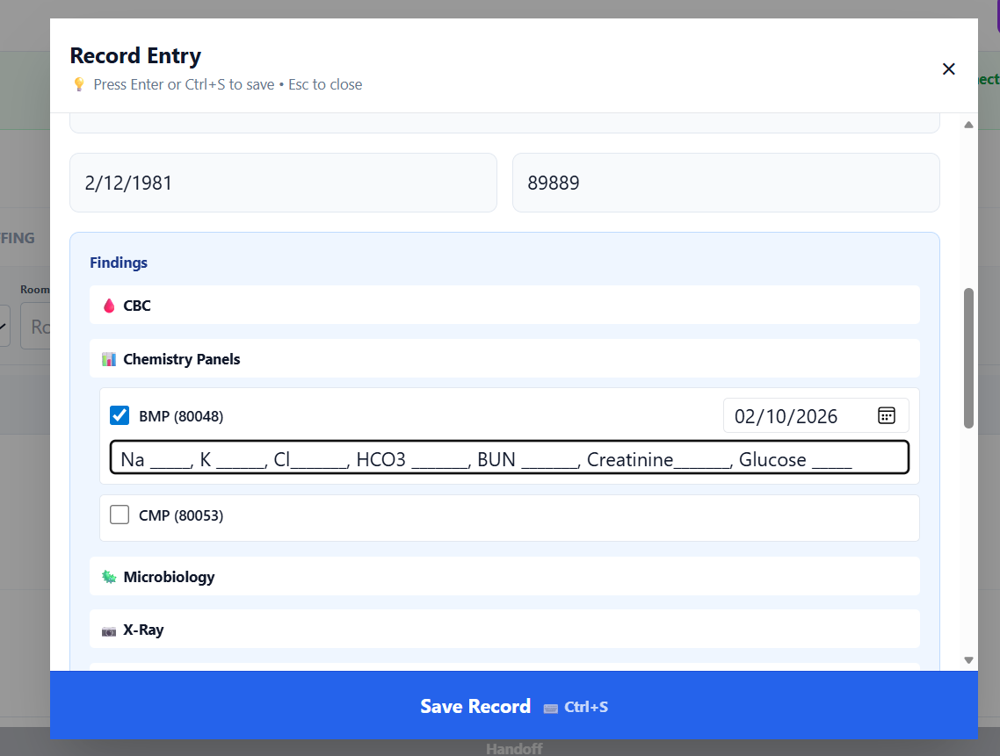 Record Entry
💡 Press Enter or Ctrl+S to save • Esc to close
2/12/1981 89889
Findings
CBC
Chemistry Panels
BMP (80048) 02/10/2026
Na _____, K ______, Cl_______, HCO3 _______, BUN _______, Creatinine_______, Glucose _____
CMP (80053)
Microbiology
X-Ray
Save Record Ctrl+S
FING
Room
Handoff